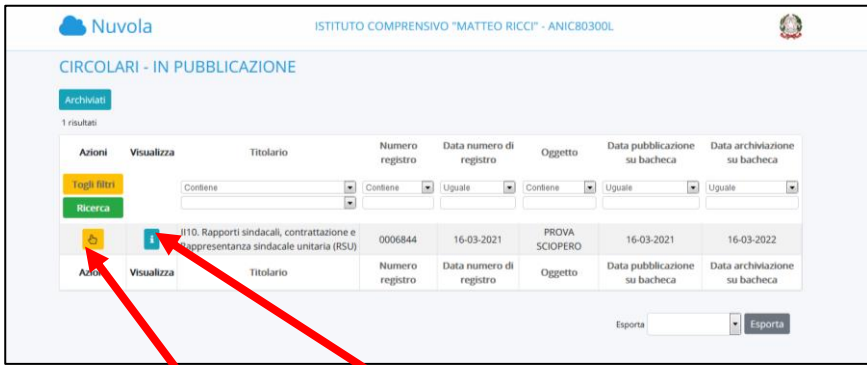 Nuvola
ISTITUTO COMPRENSIVO "MATTEO RICCI" - ANIC80300L
CIRCOLARI - IN PUBBLICAZIONE
Archiviati
1 risultati
Azioni Visualizza Titolario Numero registro Data numero di registro Oggetto Data pubblicazione su bacheca Data archiviazione su bacheca
Togli filtri Contiene Contiene Uguale Contiene Uguale Uguale
Ricerca
II10. Rapporti sindacali, contrattazione e Rappresentanza sindacale unitaria (RSU) 0006844 16-03-2021 PROVA SCIOPERO 16-03-2021 16-03-2022
Azioni Visualizza Titolario Numero registro Data numero di registro Oggetto Data pubblicazione su bacheca Data archiviazione su bacheca
Esporta Esporta